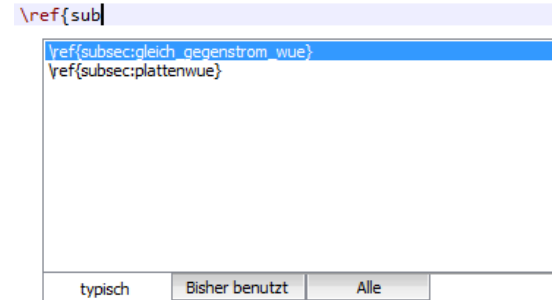 \ref{sub
\ref{subsec:gleich_gegenstrom_wue}
\ref{subsec:plattenwue}
typisch Bisher benutzt Alle